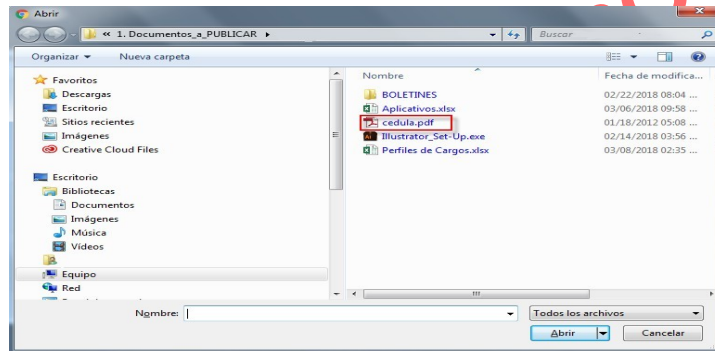 Abrir
« 1. Documentos_a_PUBLICAR
Buscar
Organizar
Nueva carpeta
Favoritos
Descargas
Escritorio
Sitios recientes
Imágenes
Creative Cloud Files
Escritorio
Bibliotecas
Documentos
Imágenes
Música
Vídeos
Equipo
Red
Nombre Fecha de modifica...
BOLETINES 02/22/2018 08:04 ...
Aplicativos.xlsx 03/06/2018 09:58 ...
cedula.pdf 01/18/2012 05:08 ...
Illustrator_Set-Up.exe 02/14/2018 03:56 ...
Perfiles de Cargos.xlsx 03/08/2018 02:35 ...
Nombre:
Todos los archivos
Abrir
Cancelar